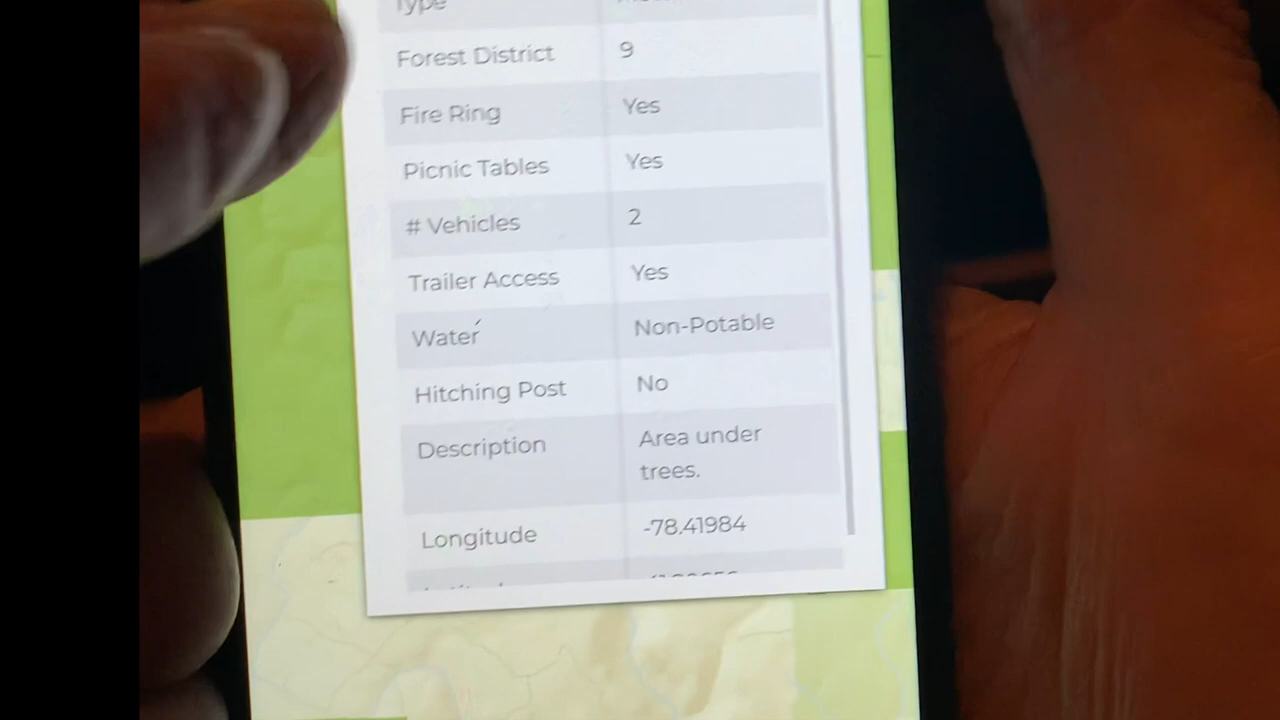 Type
Forest District 9
Fire Ring Yes
Picnic Tables Yes
# Vehicles 2
Trailer Access Yes
Water Non-Potable
Hitching Post No
Description Area under
trees.
Longitude -78.41984